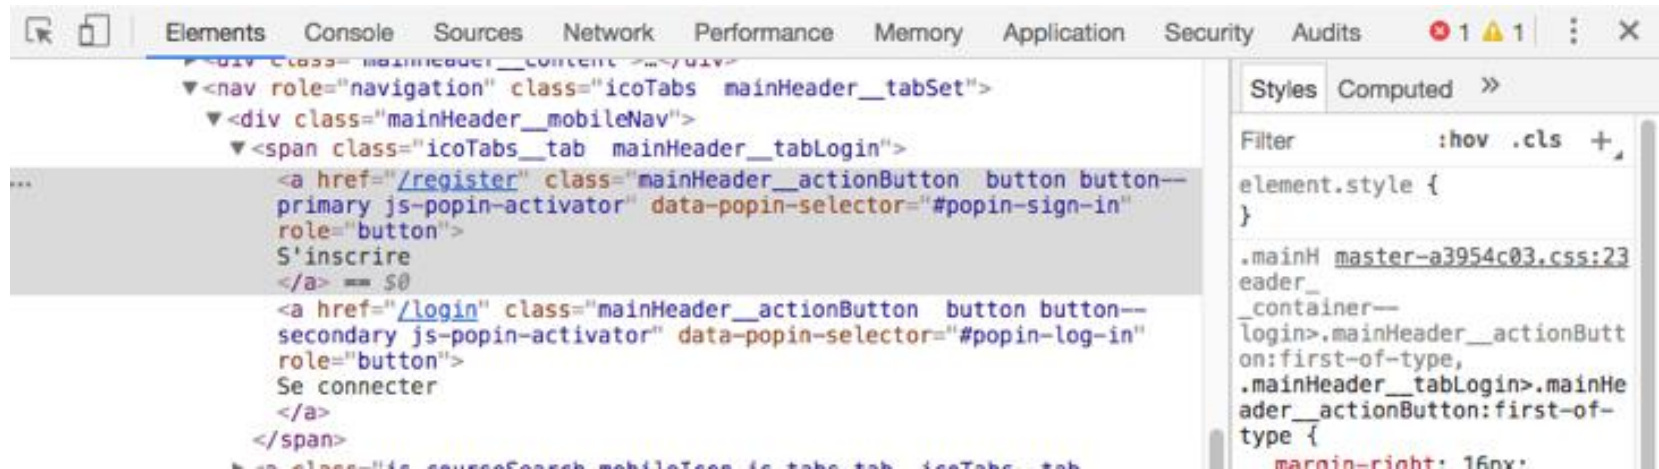 Elements Console Sources Network Performance Memory Application Security Audits 1 1
<div class="mainHeader__content">…</div>
<nav role="navigation" class="icoTabs  mainHeader__tabSet">
<div class="mainHeader__mobileNav">
<span class="icoTabs__tab  mainHeader__tabLogin">
<a href="/register" class="mainHeader__actionButton  button button--
primary js-popin-activator" data-popin-selector="#popin-sign-in"
role="button">
S'inscrire
</a> == $0
<a href="/login" class="mainHeader__actionButton  button button--
secondary js-popin-activator" data-popin-selector="#popin-log-in"
role="button">
Se connecter
</a>
</span>
Styles Computed »
Filter :hov .cls +
element.style {
}
.mainH master-a3954c03.css:23
eader_
_container--
login>.mainHeader__actionButt
on:first-of-type,
.mainHeader__tabLogin>.mainHe
ader__actionButton:first-of-
type {
margin-right: 16px;